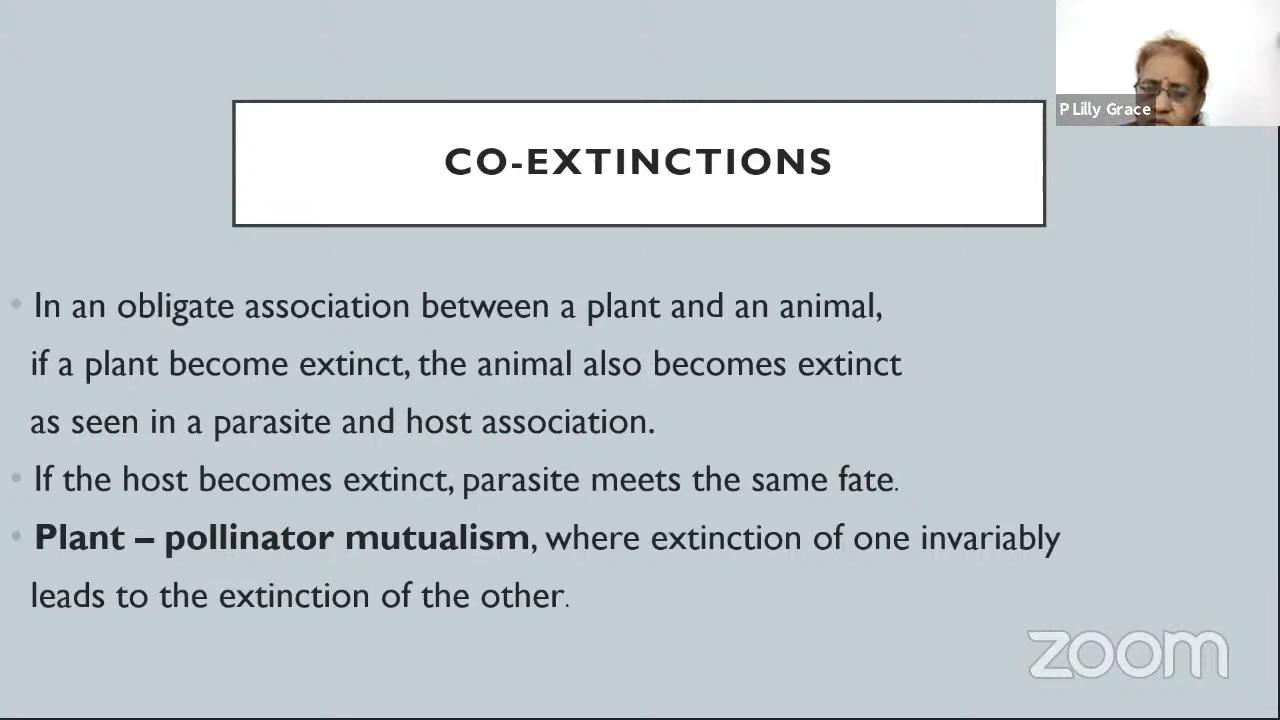 P Lilly Grace
CO-EXTINCTIONS
• In an obligate association between a plant and an animal,
if a plant become extinct, the animal also becomes extinct
as seen in a parasite and host association.
• If the host becomes extinct, parasite meets the same fate.
• Plant – pollinator mutualism, where extinction of one invariably
leads to the extinction of the other.
zoom